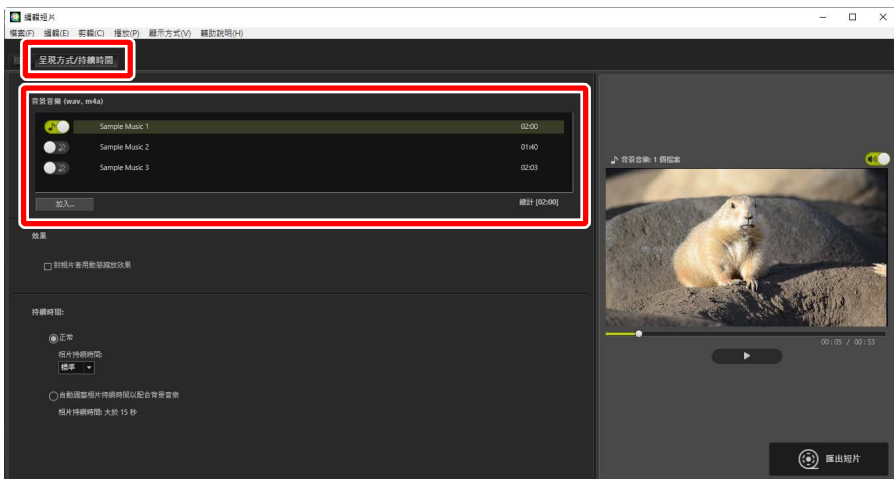 編輯短片
檔案(F) 編輯(E) 剪輯(C) 播放(P) 顯示方式(V) 輔助說明(H)
呈現方式/持續時間
背景音樂 (wav、m4a)
Sample Music 1 02:00
Sample Music 2 01:40
Sample Music 3 02:03
加入... 總計 [02:00]
效果
對相片套用動態縮放效果
持續時間:
正常
相片持續時間:
標準
自動調整相片持續時間以配合背景音樂
相片持續時間: 大於 15 秒
背景音樂: 1 個檔案
00:05 / 00:53
匯出短片